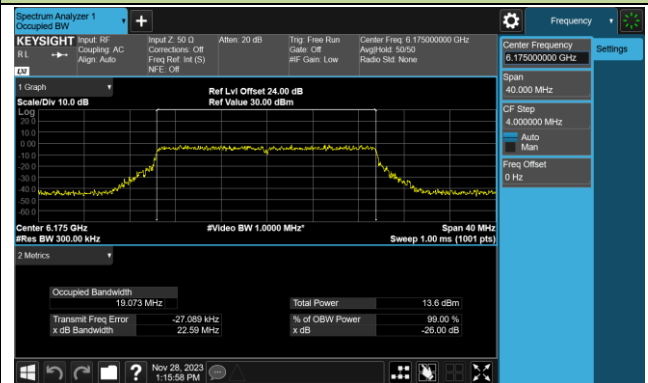 Spectrum Analyzer 1
Occupied BW
Frequency
KEYSIGHT
Input: RF
Coupling: AC
Align: Auto
Input Z: 50 Ω
Corrections: Off
Freq Ref: Int (S)
NFE: Off
Atten: 20 dB
Trig: Free Run
Gate: Off
#IF Gain: Low
Center Freq: 6.175000000 GHz
Avg|Hold: 50/50
Radio Std: None
RL
LXI
Center Frequency
6.175000000 GHz
Settings
Span
40.000 MHz
CF Step
4.000000 MHz
Auto
Man
Freq Offset
0 Hz
1 Graph
Scale/Div 10.0 dB
Ref Lvl Offset 24.00 dB
Ref Value 30.00 dBm
Log
20.0
10.0
0.00
-10.0
-20.0
-30.0
-40.0
-50.0
-60.0
Center 6.175 GHz
#Res BW 300.00 kHz
#Video BW 1.0000 MHz*
Span 40 MHz
Sweep 1.00 ms (1001 pts)
2 Metrics
Occupied Bandwidth
19.073 MHz
Total Power 13.6 dBm
Transmit Freq Error -27.089 kHz
% of OBW Power 99.00 %
x dB Bandwidth 22.59 MHz
x dB -26.00 dB
Nov 28, 2023
1:15:58 PM